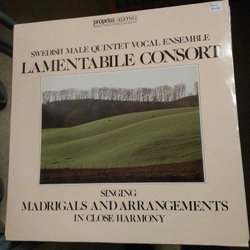 proprius
SWEDISH MALE QUINTET VOCAL ENSEMBLE
LAMENTABILE CONSORT
SINGING
MADRIGALS AND ARRANGEMENTS
IN CLOSE HARMONY